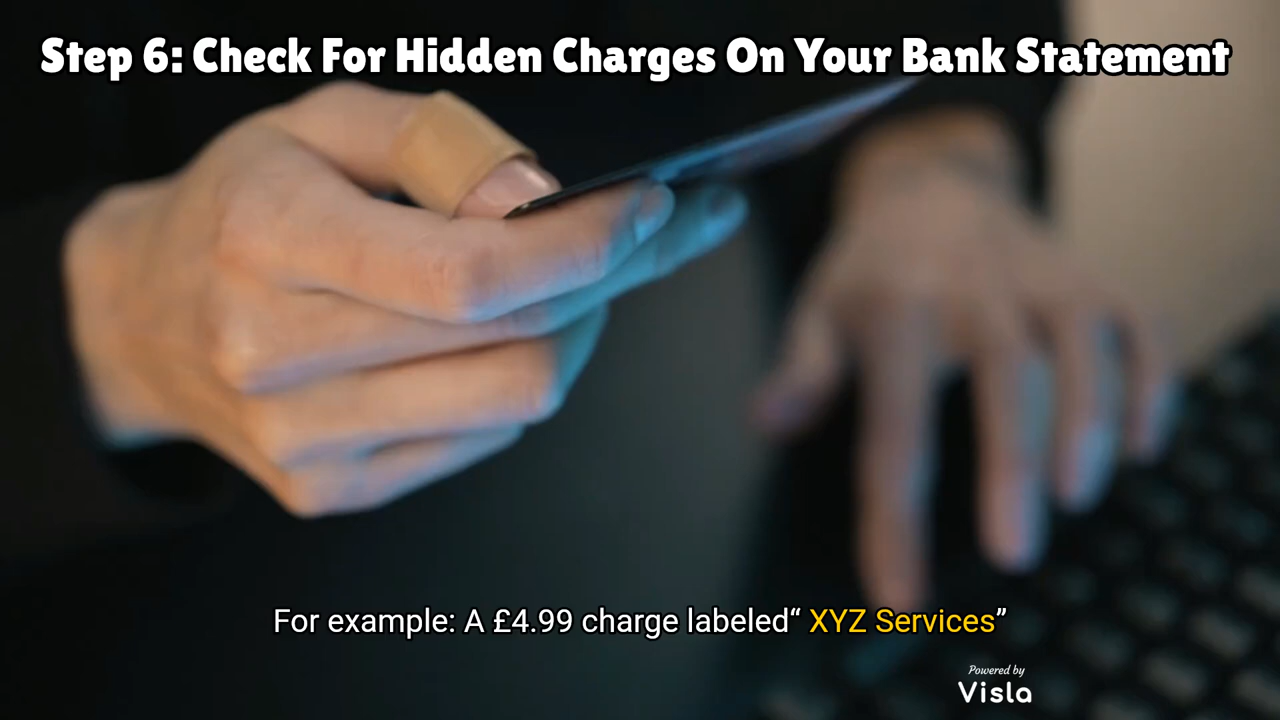 Step 6: Check For Hidden Charges On Your Bank Statement
For example: A £4.99 charge labeled“ XYZ Services”
Powered by
Visla